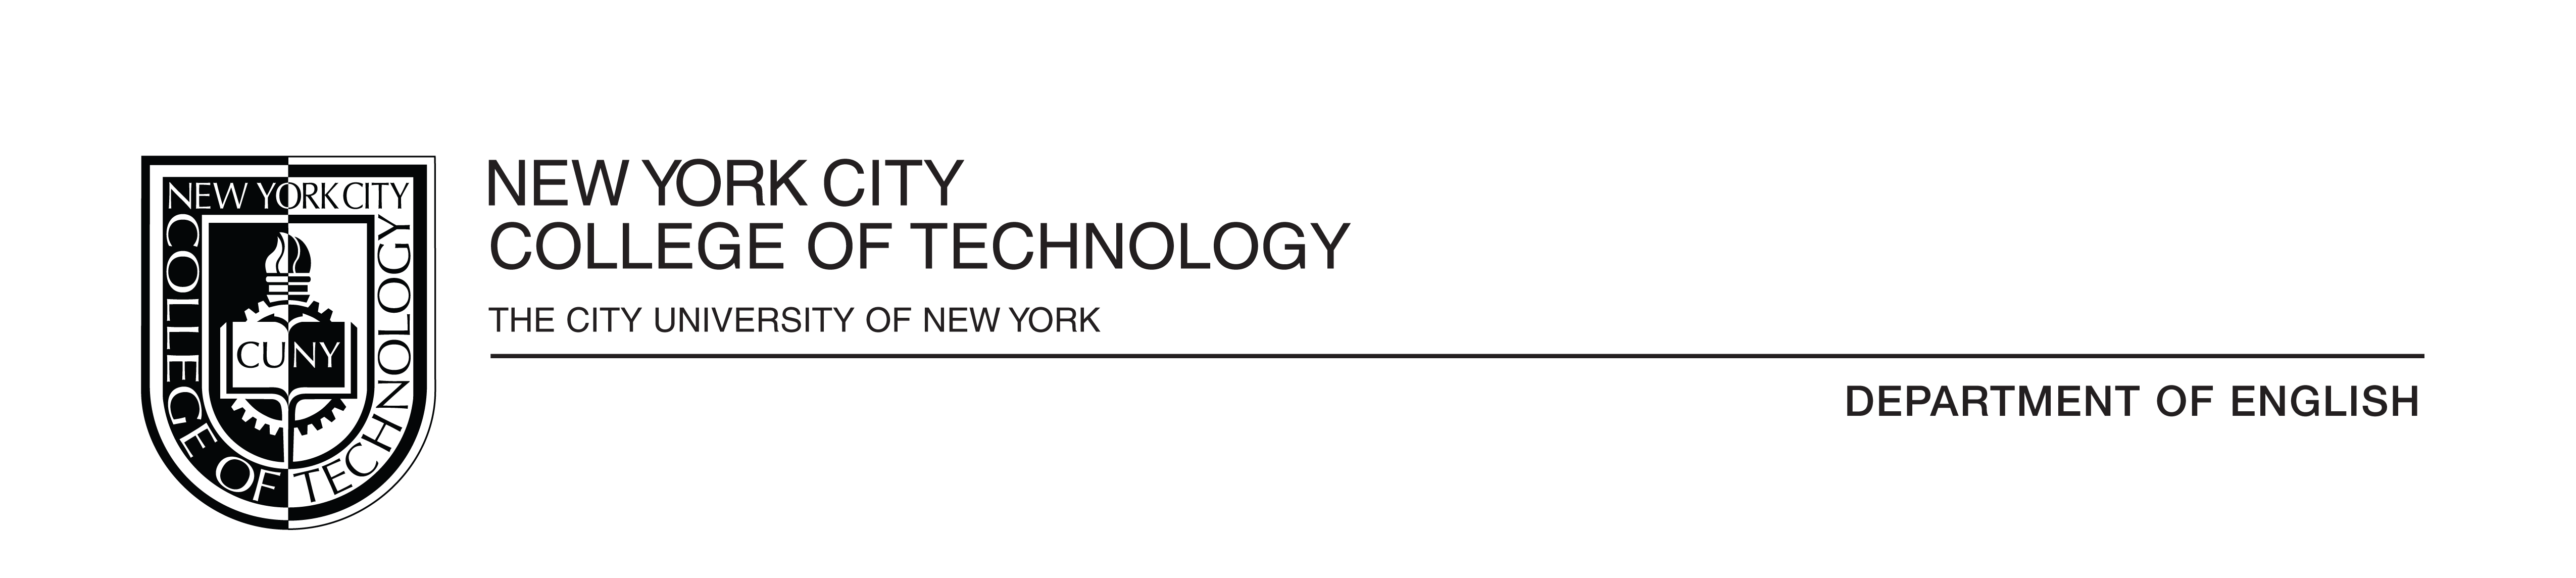 NEW YORK CITY
COLLEGE OF TECHNOLOGY
CUNY
NEW YORK CITY
COLLEGE OF TECHNOLOGY
THE CITY UNIVERSITY OF NEW YORK
DEPARTMENT OF ENGLISH